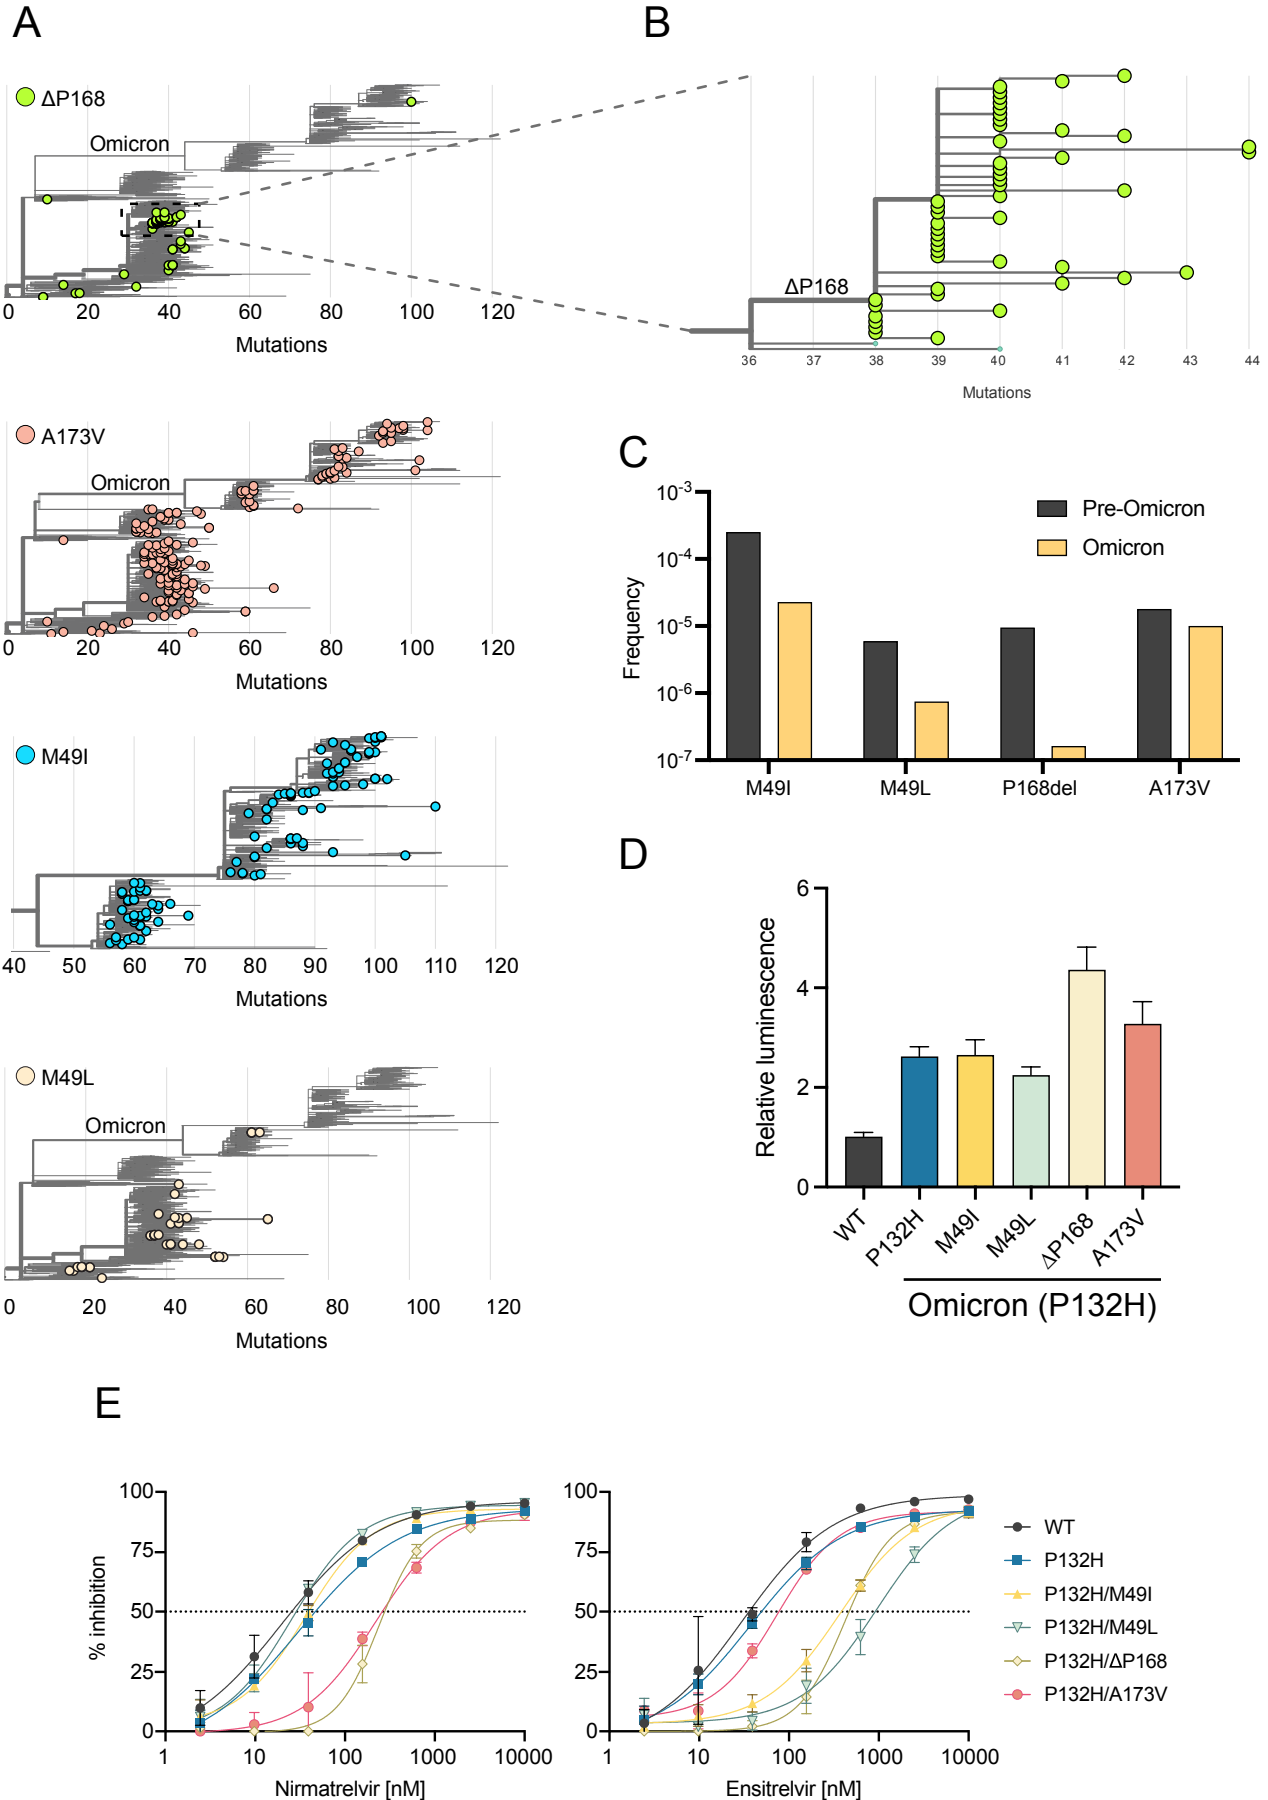 A
ΔP168
Omicron
0 20 40 60 80 100 120
Mutations
A173V
Omicron
0 20 40 60 80 100 120
Mutations
M49I
40 50 60 70 80 90 100 110 120
Mutations
M49L
Omicron
0 20 40 60 80 100 120
Mutations
B
ΔP168
36 37 38 39 40 41 42 43 44
Mutations
C
Frequency
10-3
10-4
10-5
10-6
10-7
Pre-Omicron
Omicron
M49I M49L P168del A173V
D
Relative luminescence
6
4
2
0
WT P132H M49I M49L ΔP168 A173V
Omicron (P132H)
E
% inhibition
100
75
50
25
0
1 10 100 1000 10000
Nirmatrelvir [nM]
100
75
50
25
0
1 10 100 1000 10000
Ensitrelvir [nM]
WT
P132H
P132H/M49I
P132H/M49L
P132H/ΔP168
P132H/A173V